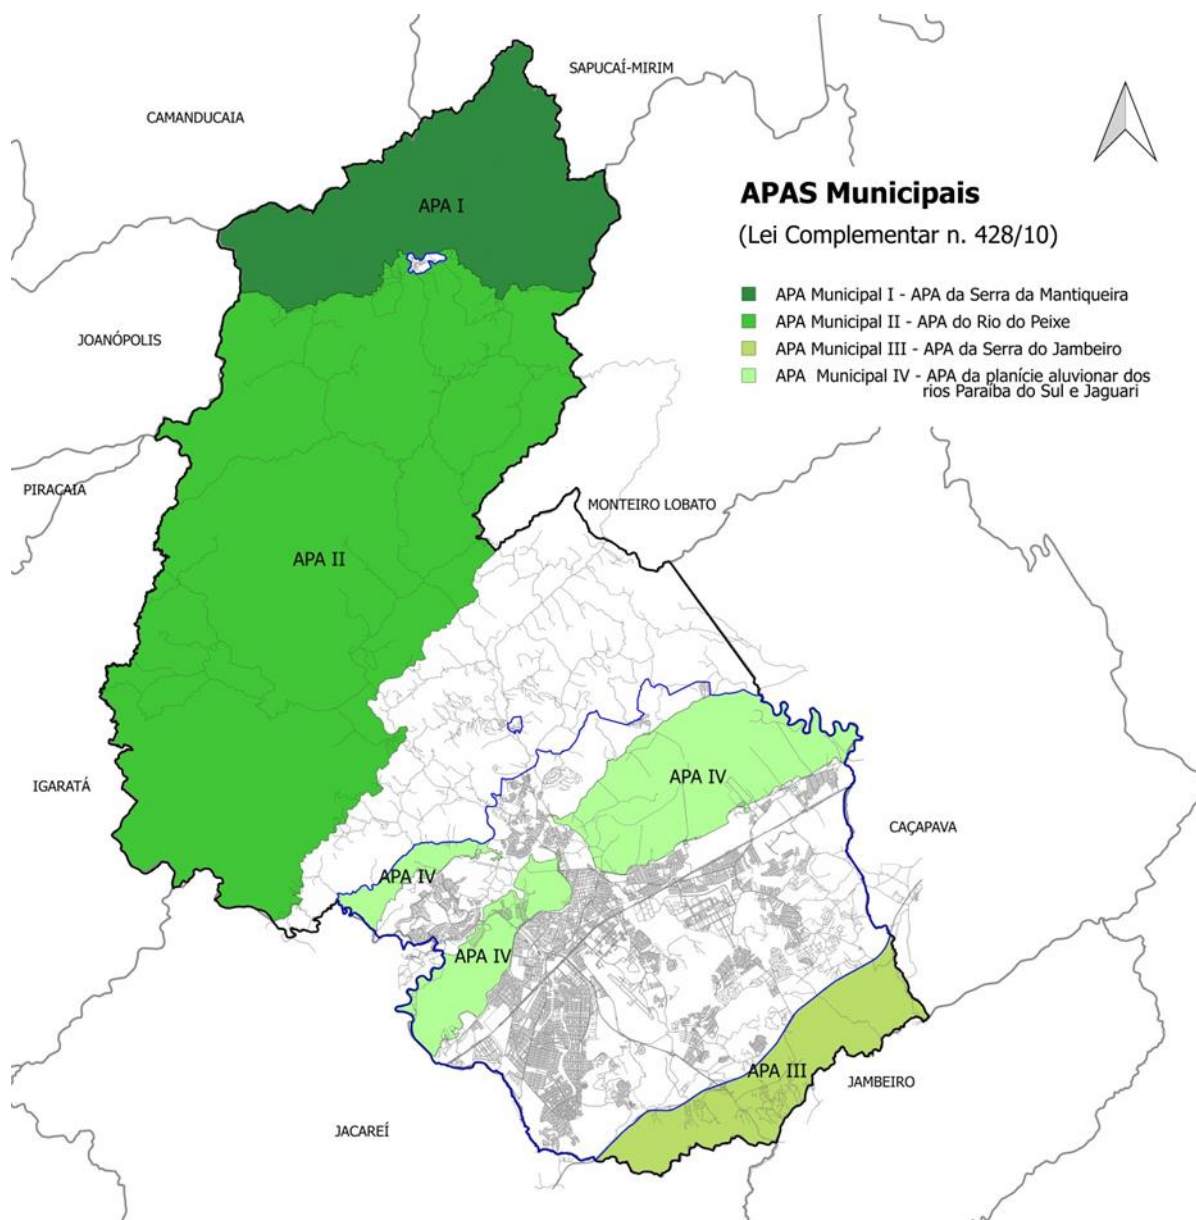 SAPUCAÍ-MIRIM
CAMANDUCAIA
APAS Municipais
(Lei Complementar n. 428/10)
APA Municipal I - APA da Serra da Mantiqueira
APA Municipal II - APA do Rio do Peixe
APA Municipal III - APA da Serra do Jambeiro
APA Municipal IV - APA da planície aluvionar dos
rios Paraíba do Sul e Jaguari
APA I
JOANÓPOLIS
PIRACAIA
MONTEIRO LOBATO
APA II
IGARATÁ
APA IV
CAÇAPAVA
APA IV
APA IV
APA III
JAMBEIRO
JACAREÍ